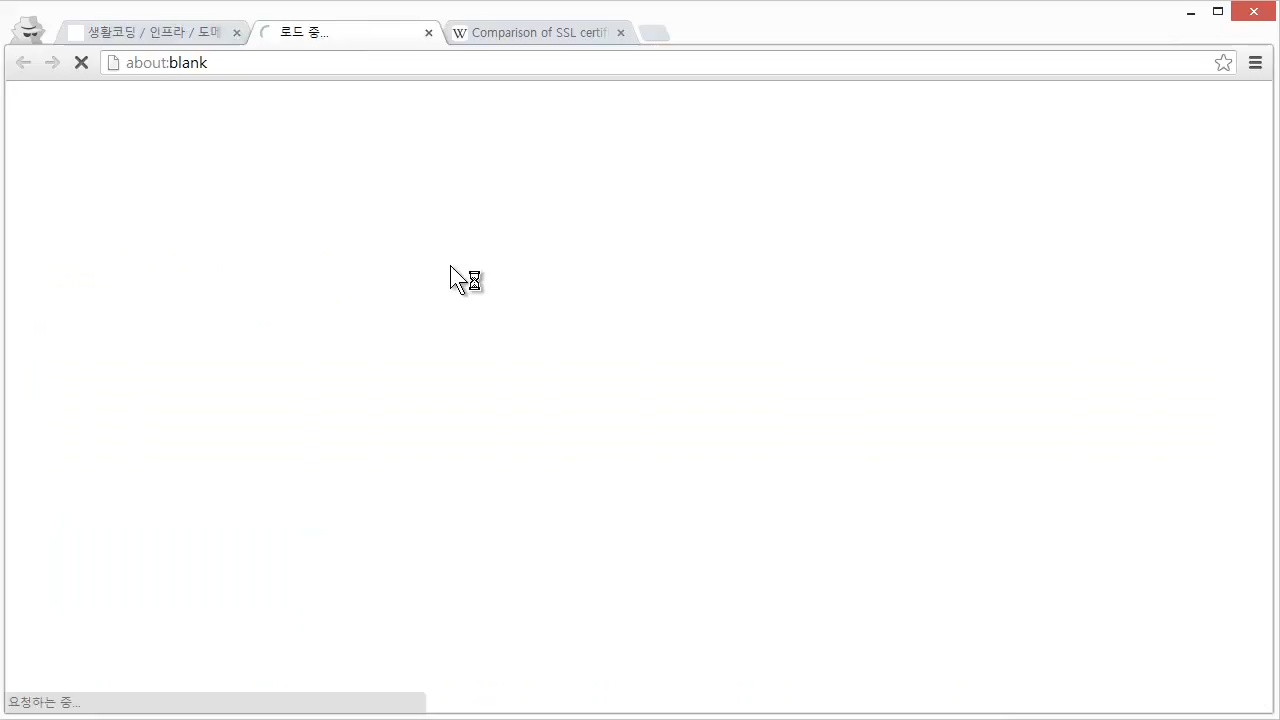 생활코딩 / 인프라 / 도메
로드 중...
Comparison of SSL certif
about:blank
요청하는 중...